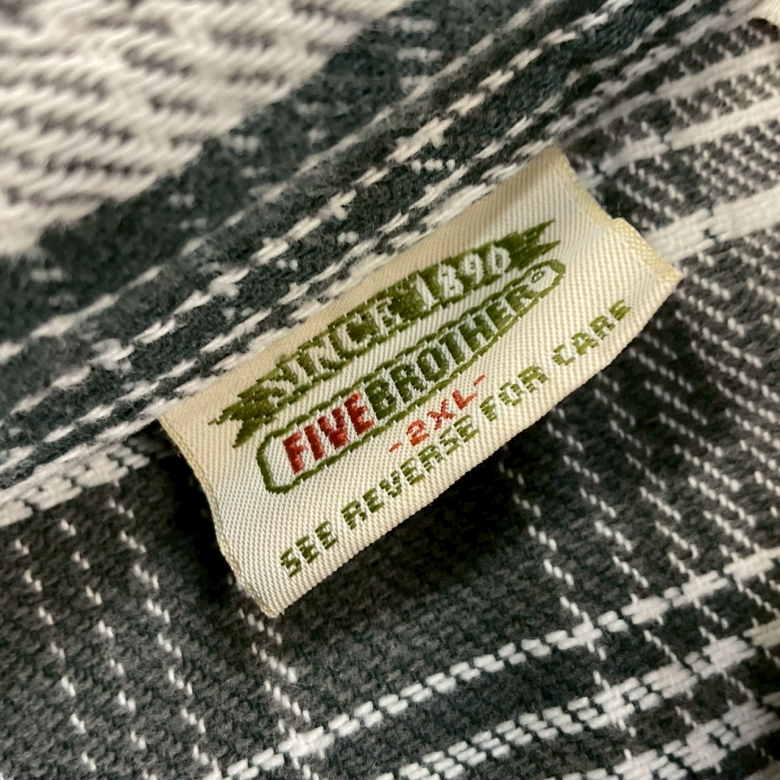 SINCE 1890
FIVE BROTHER®
-2XL-
SEE REVERSE FOR CARE